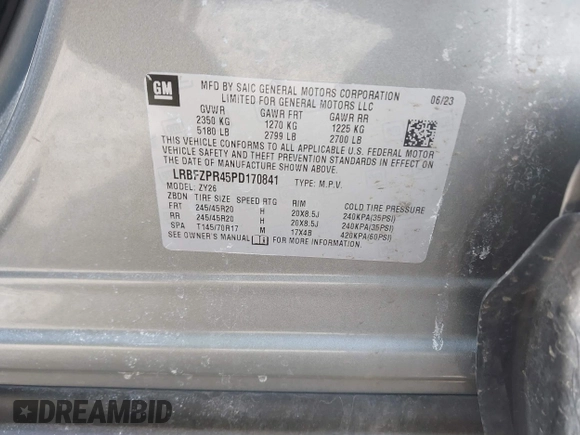 GM
MFD BY SAIC GENERAL MOTORS CORPORATION
LIMITED FOR GENERAL MOTORS LLC
06/23
GVWR GAWR FRT GAWR RR
2350 KG 1270 KG 1225 KG
5180 LB 2799 LB 2700 LB
THIS VEHICLE CONFORMS TO ALL APPLICABLE U.S. FEDERAL MOTOR
VEHICLE SAFETY AND THEFT PREVENTION STANDARDS IN EFFECT ON
THE DATE OF MANUFACTURE SHOWN ABOVE.
LRBFZPR45PD170841 TYPE: M.P.V.
MODEL: ZY26
ZBDN TIRE SIZE SPEED RTG RIM COLD TIRE PRESSURE
FRT 245/45R20 H 20X8.5J 240KPA(35PSI)
RR 245/45R20 H 20X8.5J 240KPA(35PSI)
SPA T145/70R17 M 17X4B 420KPA(60PSI)
SEE OWNER'S MANUAL FOR MORE INFORMATION
DREAMBID